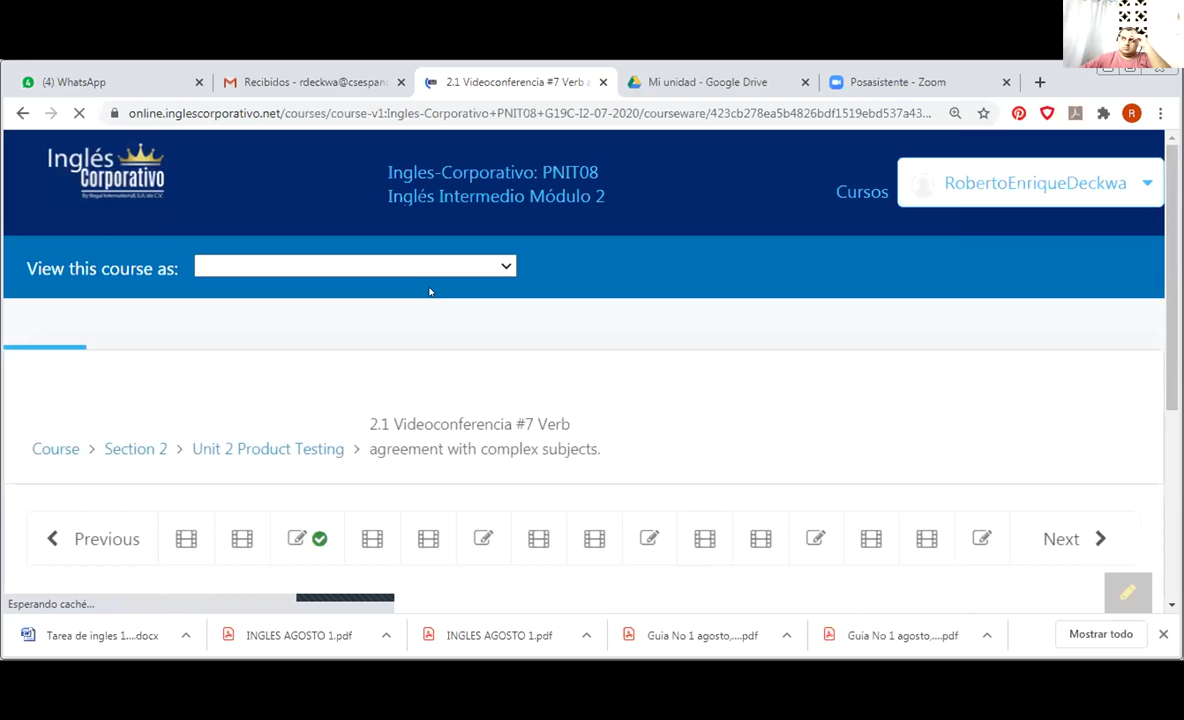 (4) WhatsApp
Recibidos - rdeckwa@csespan
2.1 Videoconferencia #7 Verb a
Mi unidad - Google Drive
Posasistente - Zoom
online.inglescorporativo.net/courses/course-v1:Ingles-Corporativo+PNIT08+G19C-I2-07-2020/courseware/423cb278ea5b4826bdf1519ebd537a43...
R
Inglés
Corporativo
Ingles-Corporativo: PNIT08
Inglés Intermedio Módulo 2
Cursos
RobertoEnriqueDeckwa
View this course as:
2.1 Videoconferencia #7 Verb
Course > Section 2 > Unit 2 Product Testing > agreement with complex subjects.
Previous
Next
Esperando caché...
Tarea de ingles 1....docx
INGLES AGOSTO 1.pdf
INGLES AGOSTO 1.pdf
Guia No 1 agosto,....pdf
Guia No 1 agosto,....pdf
Mostrar todo